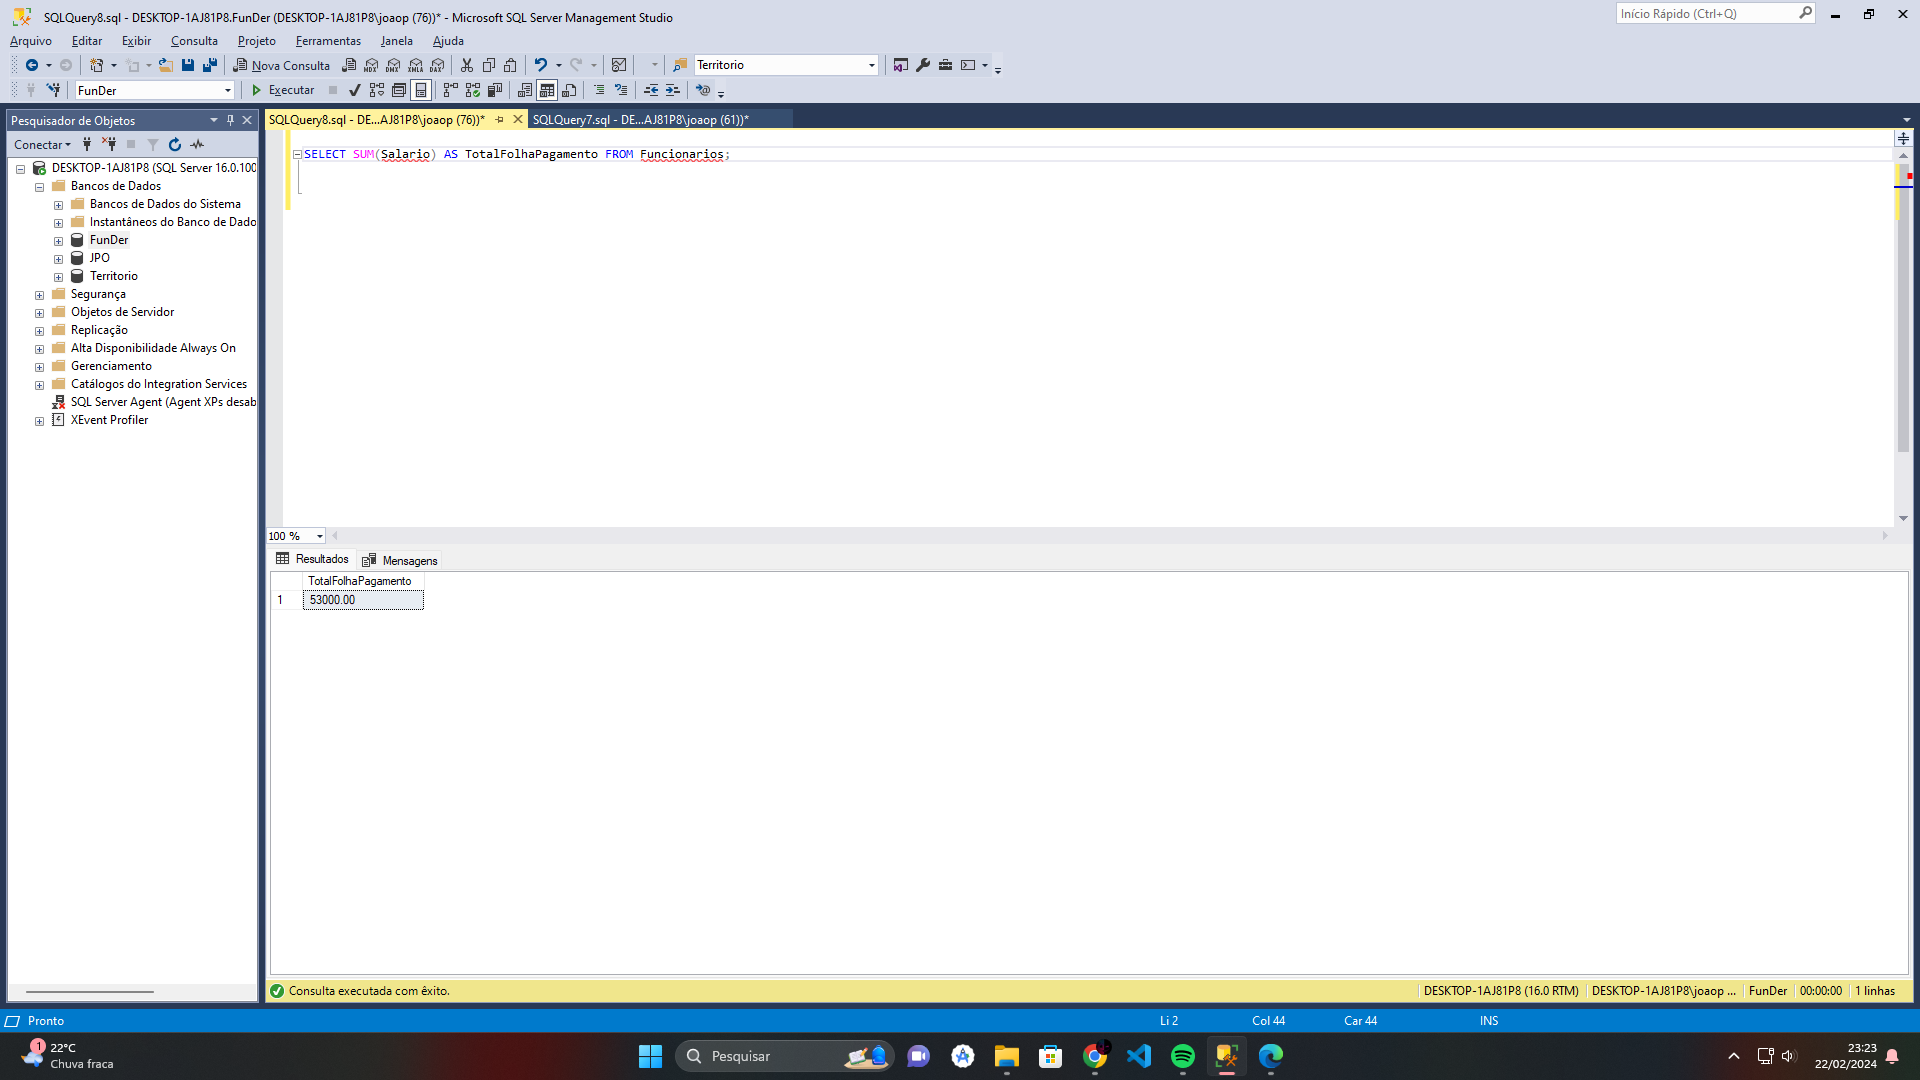 SQLQuery8.sql - DESKTOP-1AJ81P8.FunDer (DESKTOP-1AJ81P8\joaop (76))* - Microsoft SQL Server Management Studio
Início Rápido (Ctrl+Q)
Arquivo Editar Exibir Consulta Projeto Ferramentas Janela Ajuda
Nova Consulta
MDX DMX XMLA DAX
Territorio
FunDer
Executar
Pesquisador de Objetos
SQLQuery8.sql - DE...AJ81P8\joaop (76))*
SQLQuery7.sql - DE...AJ81P8\joaop (61))*
Conectar
DESKTOP-1AJ81P8 (SQL Server 16.0.100
Bancos de Dados
Bancos de Dados do Sistema
Instantâneos do Banco de Dado
FunDer
JPO
Territorio
Segurança
Objetos de Servidor
Replicação
Alta Disponibilidade Always On
Gerenciamento
Catálogos do Integration Services
SQL Server Agent (Agent XPs desab
XEvent Profiler
SELECT SUM(Salario) AS TotalFolhaPagamento FROM Funcionarios;
100 %
Resultados
Mensagens
TotalFolhaPagamento
1 53000.00
Consulta executada com êxito.
DESKTOP-1AJ81P8 (16.0 RTM)
DESKTOP-1AJ81P8\joaop ...
FunDer
00:00:00
1 linhas
Pronto
Li 2
Col 44
Car 44
INS
1
22°C
Chuva fraca
Pesquisar
23:23
22/02/2024